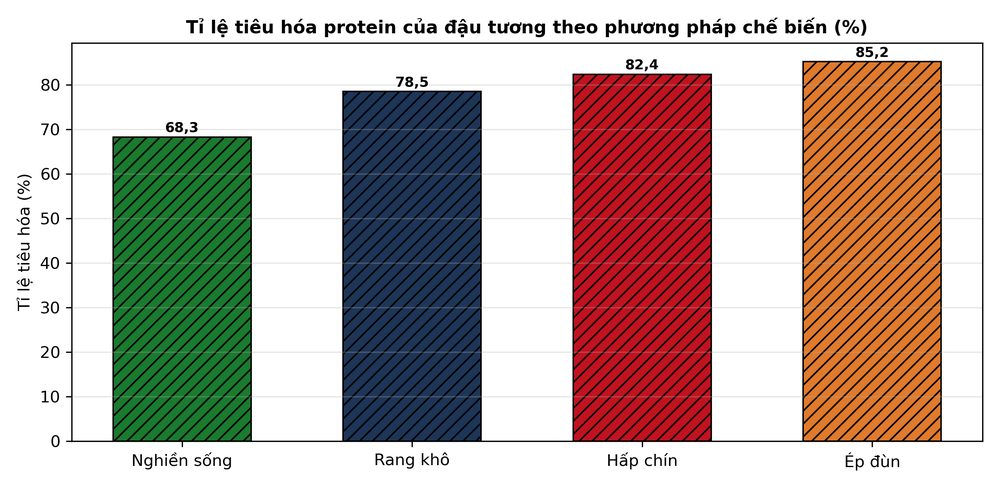 Tỉ lệ tiêu hóa protein của đậu tương theo phương pháp chế biến (%)
Tỉ lệ tiêu hóa (%)
80
70
60
50
40
30
20
10
0
68,3
78,5
82,4
85,2
Nghiền sống
Rang khô
Hấp chín
Ép đùn